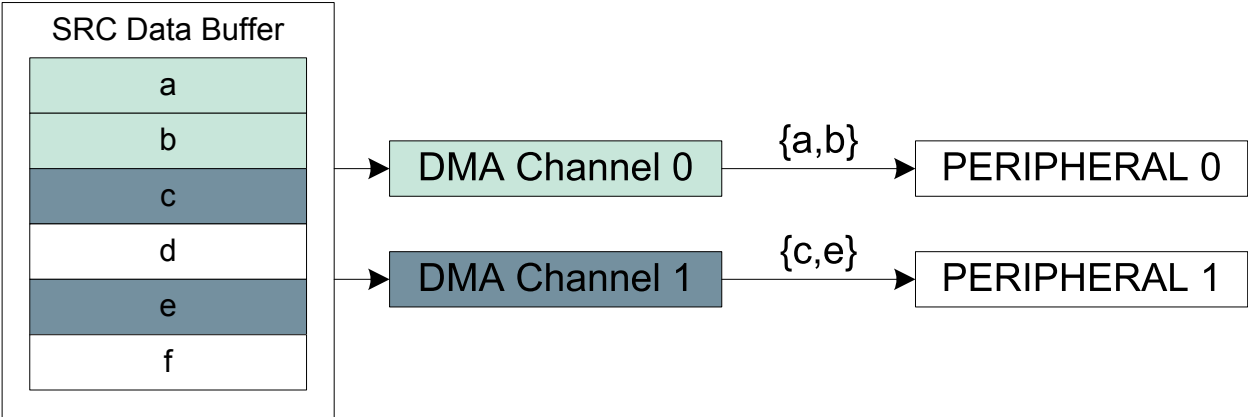 SRC Data Buffer
a
b
c
d
e
f
DMA Channel 0
{a,b}
PERIPHERAL 0
DMA Channel 1
{c,e}
PERIPHERAL 1